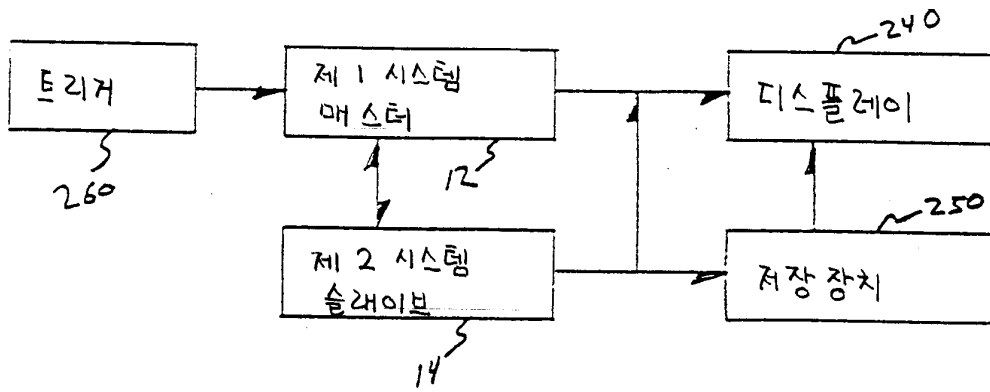 240
트리거
제 1 시스템
매스터
디스플레이
260
12
250
제 2 시스템
슬래이브
저장장치
14